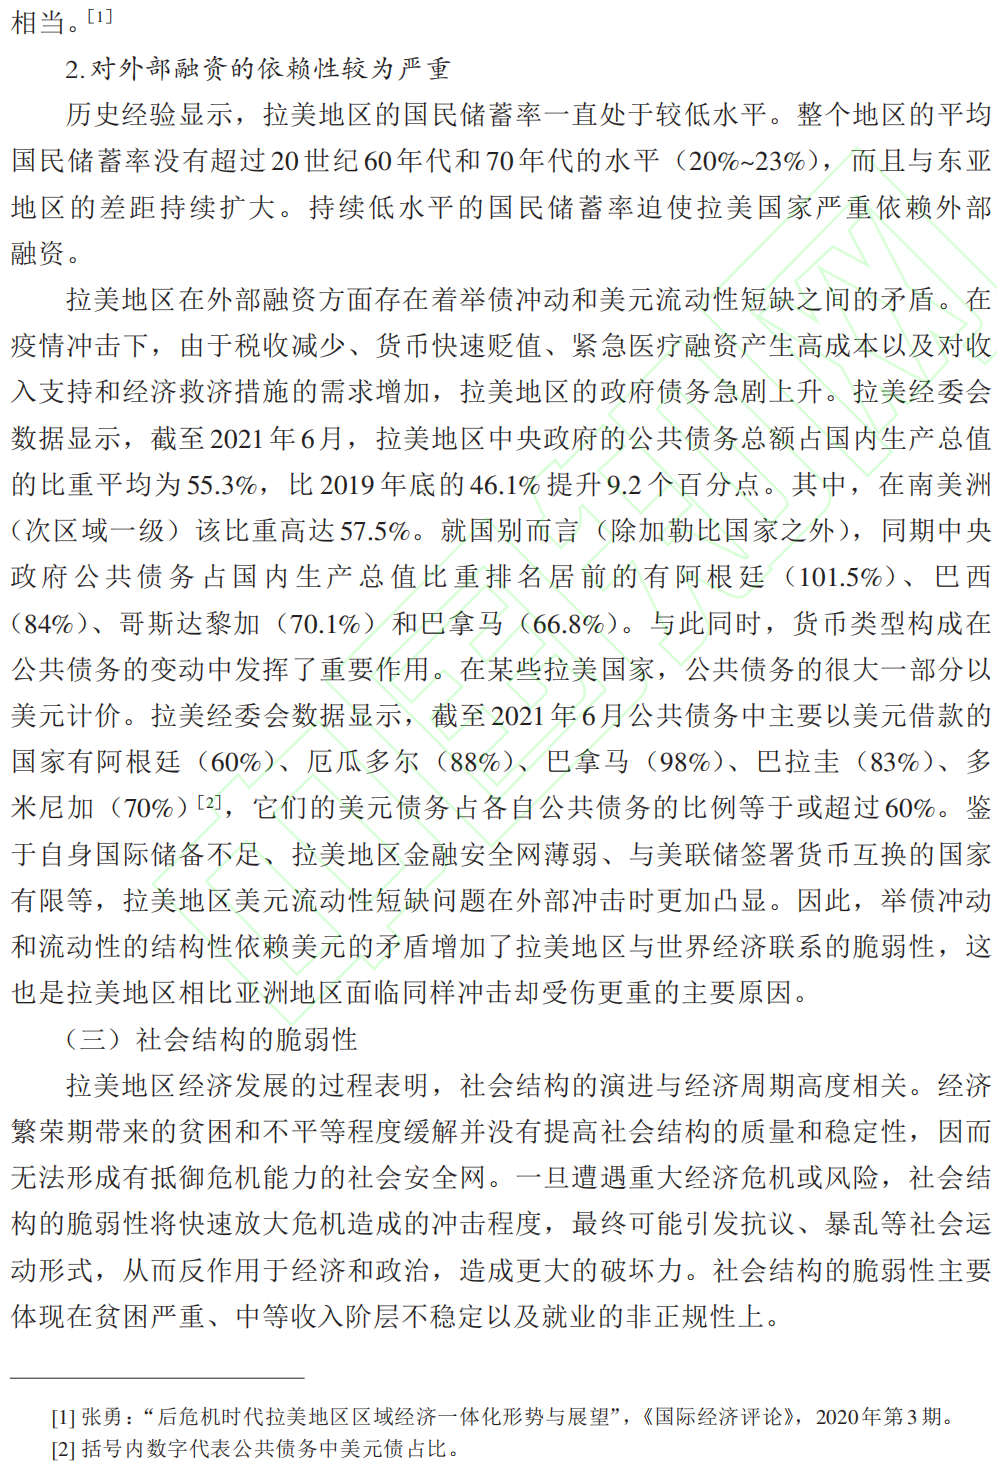 相当。[1]
2.对外部融资的依赖性较为严重
历史经验显示，拉美地区的国民储蓄率一直处于较低水平。整个地区的平均
国民储蓄率没有超过20世纪60年代和70年代的水平（20%~23%），而且与东亚
地区的差距持续扩大。持续低水平的国民储蓄率迫使拉美国家严重依赖外部
融资。
拉美地区在外部融资方面存在着举债冲动和美元流动性短缺之间的矛盾。在
疫情冲击下，由于税收减少、货币快速贬值、紧急医疗融资产生高成本以及对收
入支持和经济救济措施的需求增加，拉美地区的政府债务急剧上升。拉美经委会
数据显示，截至2021年6月，拉美地区中央政府的公共债务总额占国内生产总值
的比重平均为55.3%，比2019年底的46.1%提升9.2个百分点。其中，在南美洲
（次区域一级）该比重高达57.5%。就国别而言（除加勒比国家之外），同期中央
政府公共债务占国内生产总值比重排名居前的有阿根廷（101.5%）、巴西
（84%）、哥斯达黎加（70.1%）和巴拿马（66.8%）。与此同时，货币类型构成在
公共债务的变动中发挥了重要作用。在某些拉美国家，公共债务的很大一部分以
美元计价。拉美经委会数据显示，截至2021年6月公共债务中主要以美元借款的
国家有阿根廷（60%）、厄瓜多尔（88%）、巴拿马（98%）、巴拉圭（83%）、多
米尼加（70%）[2]，它们的美元债务占各自公共债务的比例等于或超过60%。鉴
于自身国际储备不足、拉美地区金融安全网薄弱、与美联储签署货币互换的国家
有限等，拉美地区美元流动性短缺问题在外部冲击时更加凸显。因此，举债冲动
和流动性的结构性依赖美元的矛盾增加了拉美地区与世界经济联系的脆弱性，这
也是拉美地区相比亚洲地区面临同样冲击却受伤更重的主要原因。
（三）社会结构的脆弱性
拉美地区经济发展的过程表明，社会结构的演进与经济周期高度相关。经济
繁荣期带来的贫困和不平等程度缓解并没有提高社会结构的质量和稳定性，因而
无法形成有抵御危机能力的社会安全网。一旦遭遇重大经济危机或风险，社会结
构的脆弱性将快速放大危机造成的冲击程度，最终可能引发抗议、暴乱等社会运
动形式，从而反作用于经济和政治，造成更大的破坏力。社会结构的脆弱性主要
体现在贫困严重、中等收入阶层不稳定以及就业的非正规性上。
[1] 张勇：“后危机时代拉美地区区域经济一体化形势与展望”，《国际经济评论》，2020年第3期。
[2] 括号内数字代表公共债务中美元债占比。
中国知网